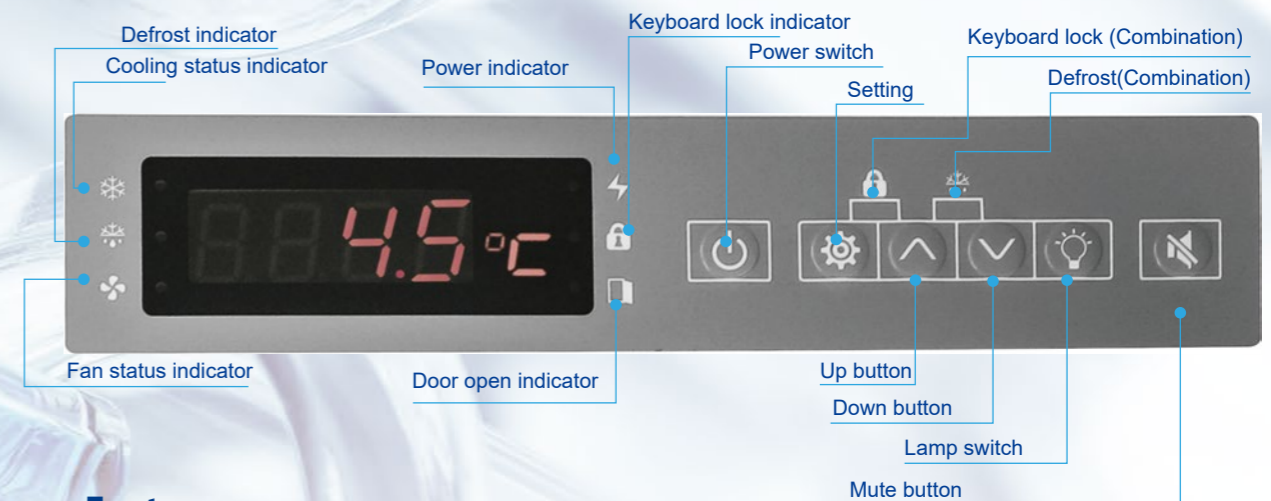 Keyboard lock indicator
Defrost indicator
Power switch
Keyboard lock (Combination)
Cooling status indicator
Power indicator
Defrost(Combination)
Setting
4.5 °C
Fan status indicator
Door open indicator
Up button
Down button
Lamp switch
Mute button